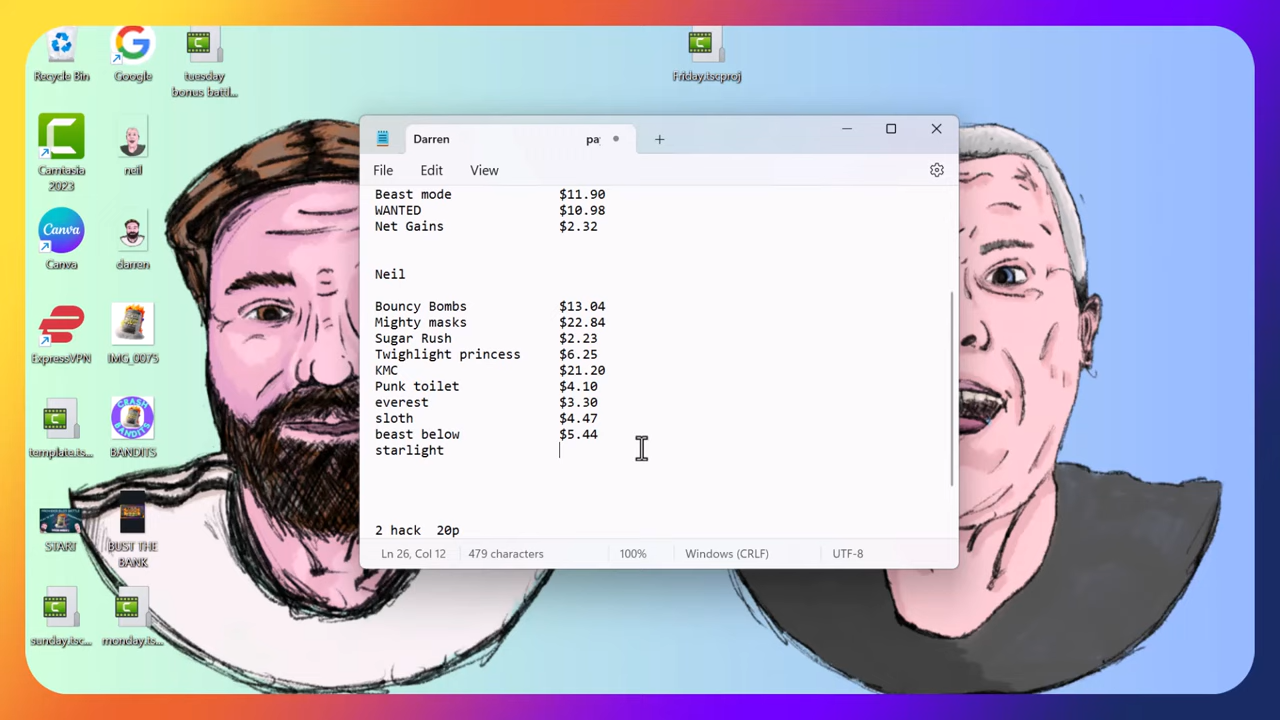 Recycle Bin
Google
tuesday
bonus battl...
Friday.tscproj
Camtasia
2023
neil
Canva
darren
ExpressVPN
IMG_0075
template.ts...
CRASH
BANDITS
BANDITS
START
BUST THE
BANK
sunday.tsc...
monday.ts...
Darren pa
File Edit View
Beast mode $11.90
WANTED $10.98
Net Gains $2.32
Neil
Bouncy Bombs $13.04
Mighty masks $22.84
Sugar Rush $2.23
Twighlight princess $6.25
KMC $21.20
Punk toilet $4.10
everest $3.30
sloth $4.47
beast below $5.44
starlight
2 hack 20p
Ln 26, Col 12 479 characters 100% Windows (CRLF) UTF-8